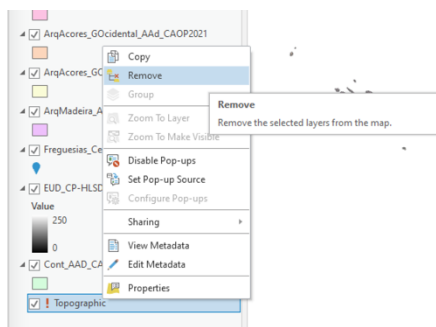 ArqAcores_GOcidental_AAd_CAOP2021
ArqAcores_GC
ArqMadeira_A
Freguesias_Ce
EUD_CP-HLSD
Value
250
0
Cont_AAD_CA
! Topographic
Copy
Remove
Group
Zoom To Layer
Zoom To Make Visible
Disable Pop-ups
Set Pop-up Source
Configure Pop-ups
Sharing
View Metadata
Edit Metadata
Properties
Remove
Remove the selected layers from the map.